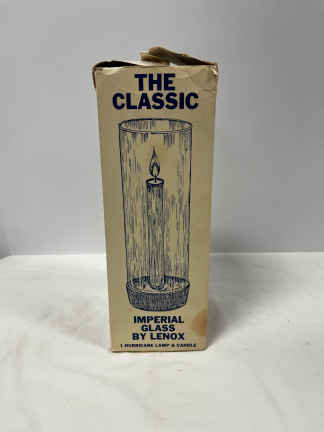 THE
CLASSIC
IMPERIAL
GLASS
BY LENOX
1 HURRICANE LAMP & CANDLE